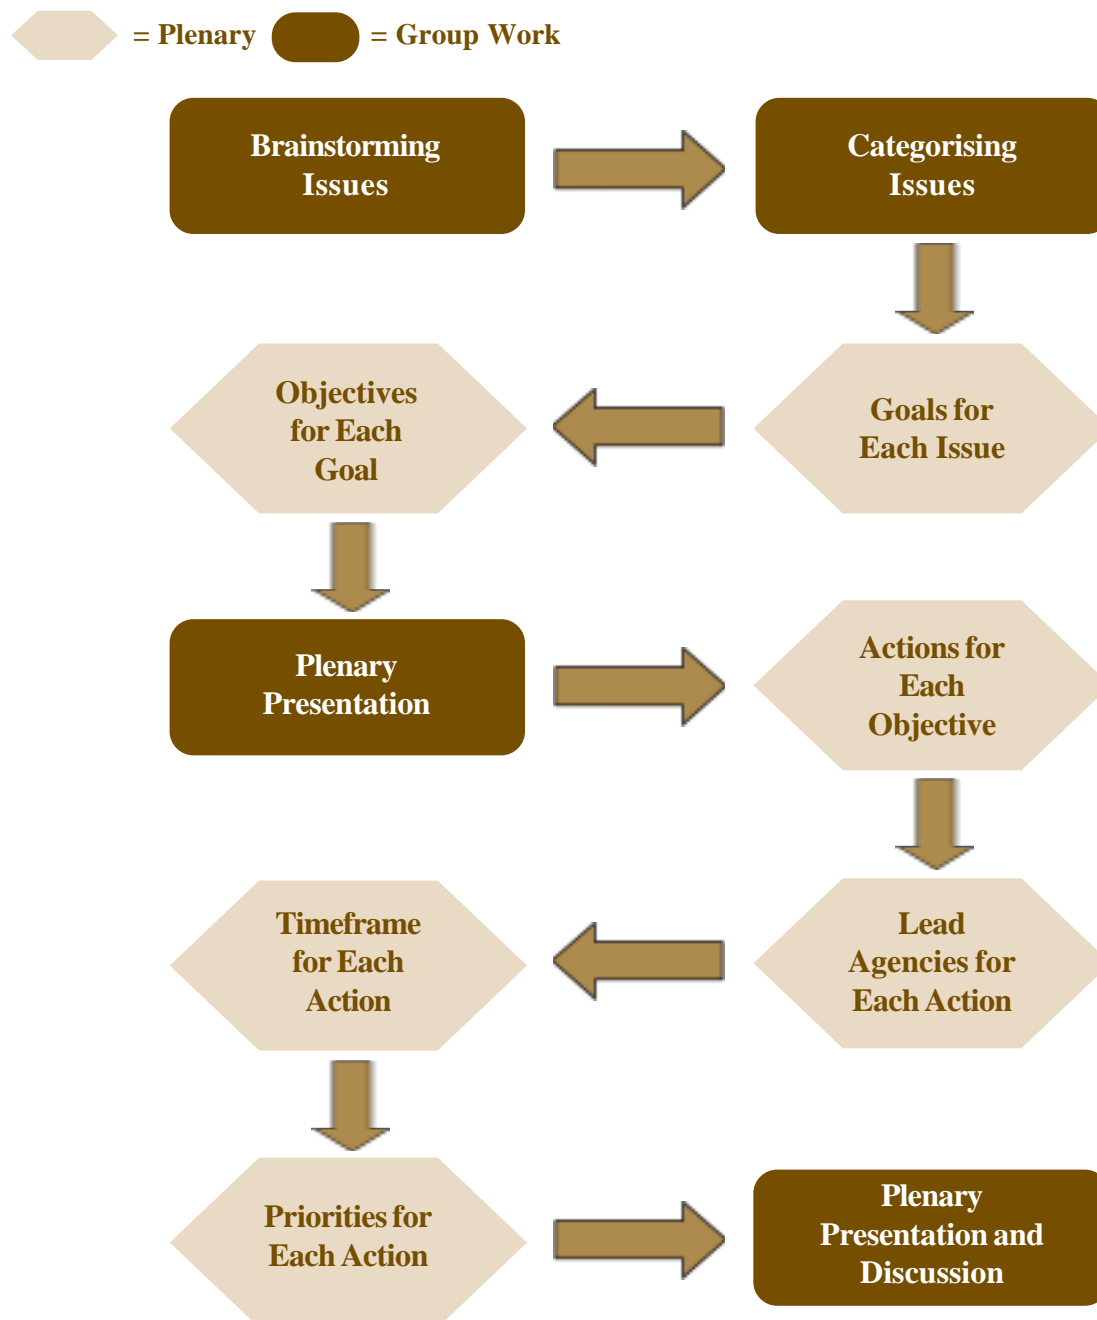 = Plenary = Group Work
Brainstorming
Issues
Categorising
Issues
Objectives
for Each
Goal
Goals for
Each Issue
Plenary
Presentation
Actions for
Each
Objective
Timeframe
for Each
Action
Lead
Agencies for
Each Action
Priorities for
Each Action
Plenary
Presentation and
Discussion